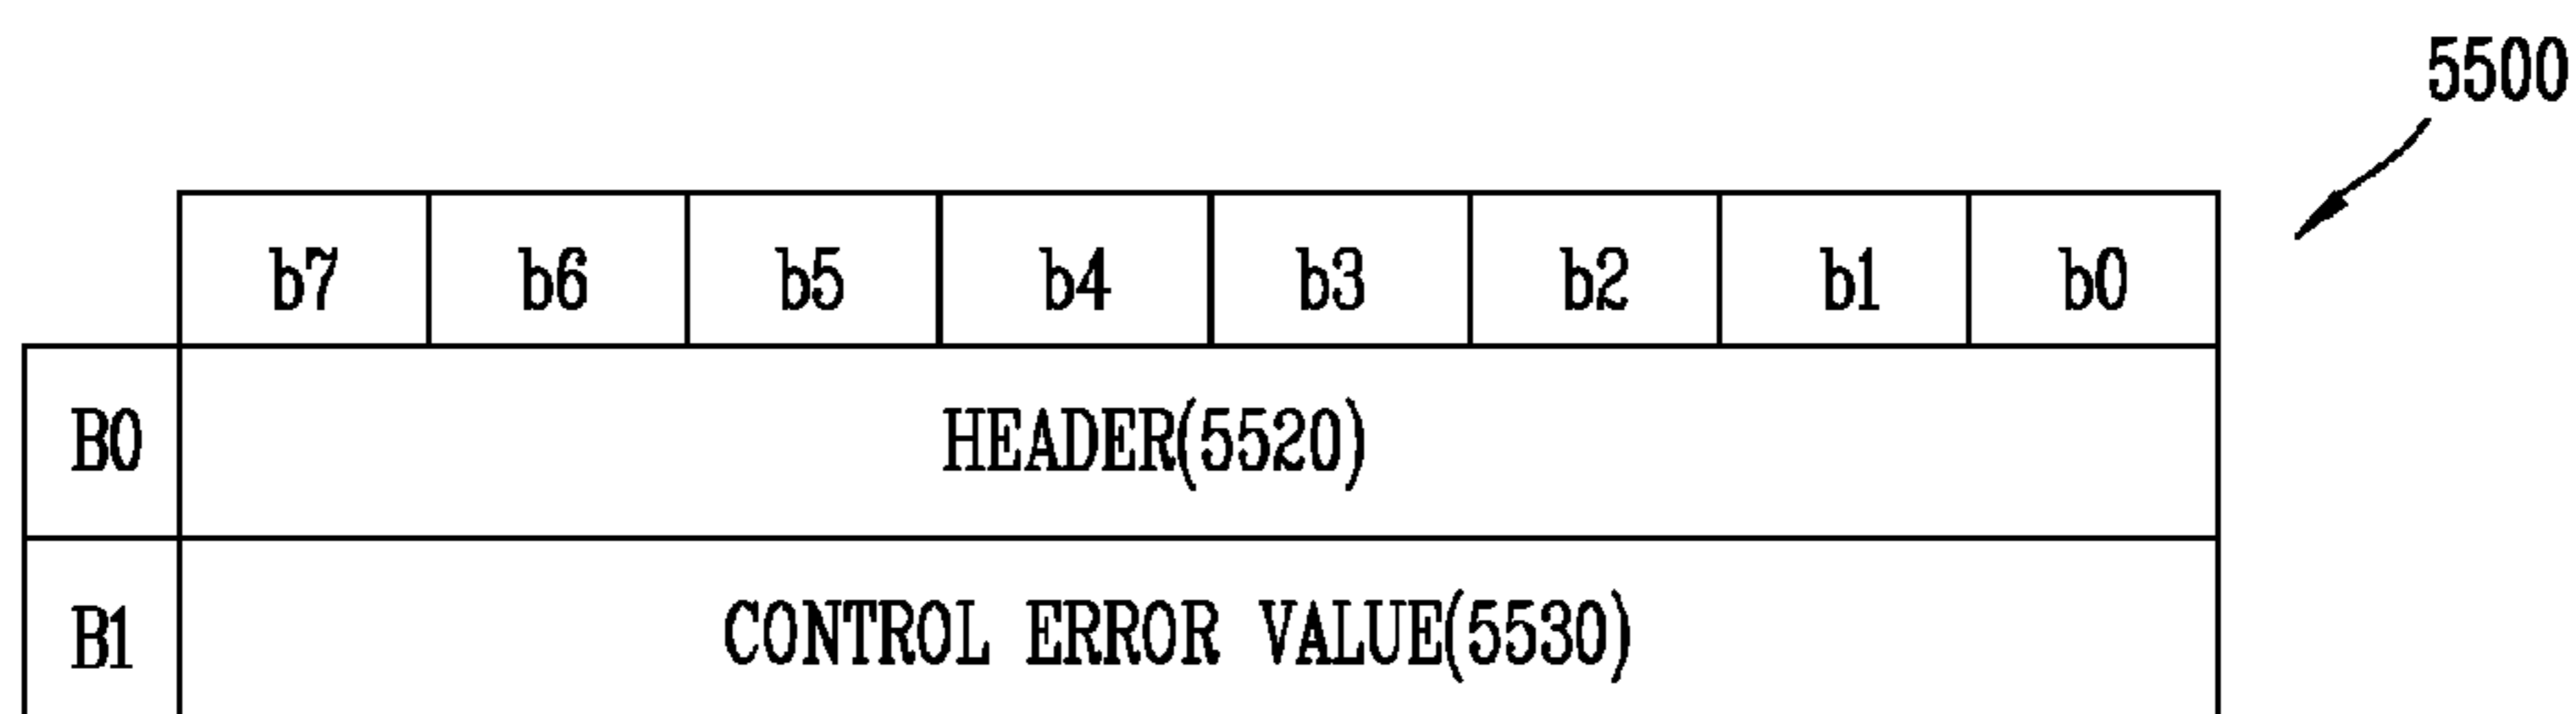 5500
b7 b6 b5 b4 b3 b2 b1 b0
B0 HEADER(5520)
B1 CONTROL ERROR VALUE(5530)